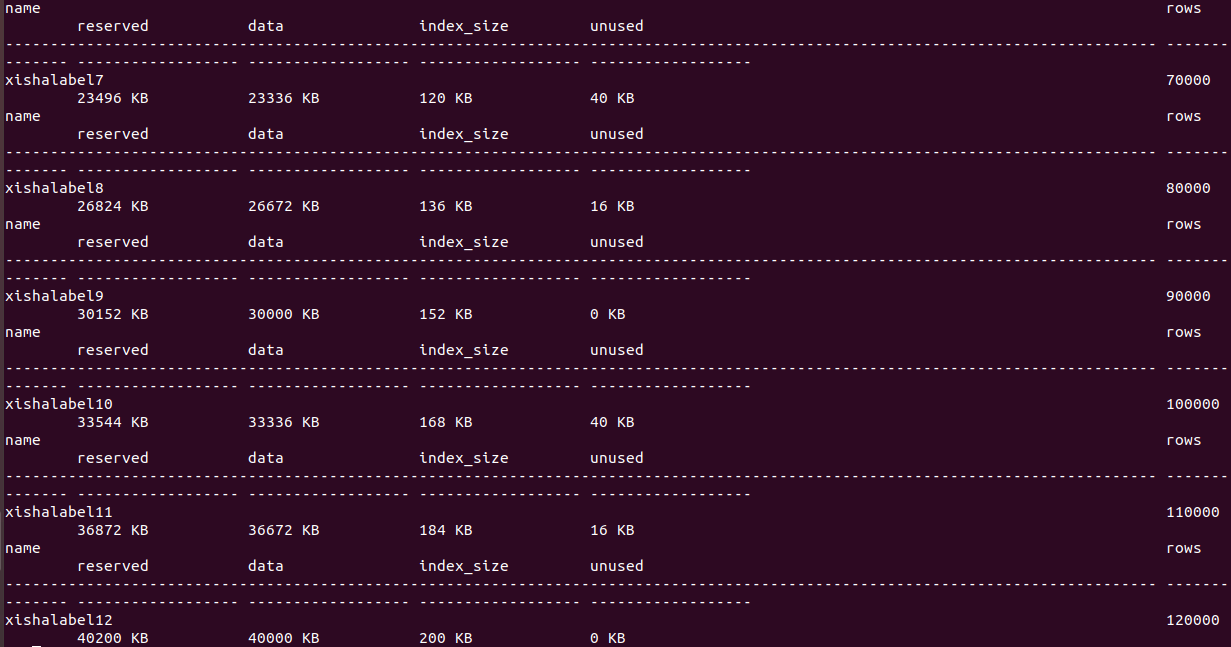 name rows
reserved data index_size unused
---------------------------------------------------------------------------------------------------------------------------------- -------
------- ------------------ ------------------ ------------------ ------------------
xishalabel7 70000
23496 KB 23336 KB 120 KB 40 KB
name rows
reserved data index_size unused
---------------------------------------------------------------------------------------------------------------------------------- -------
------- ------------------ ------------------ ------------------ ------------------
xishalabel8 80000
26824 KB 26672 KB 136 KB 16 KB
name rows
reserved data index_size unused
---------------------------------------------------------------------------------------------------------------------------------- -------
------- ------------------ ------------------ ------------------ ------------------
xishalabel9 90000
30152 KB 30000 KB 152 KB 0 KB
name rows
reserved data index_size unused
---------------------------------------------------------------------------------------------------------------------------------- -------
------- ------------------ ------------------ ------------------ ------------------
xishalabel10 100000
33544 KB 33336 KB 168 KB 40 KB
name rows
reserved data index_size unused
---------------------------------------------------------------------------------------------------------------------------------- -------
------- ------------------ ------------------ ------------------ ------------------
xishalabel11 110000
36872 KB 36672 KB 184 KB 16 KB
name rows
reserved data index_size unused
---------------------------------------------------------------------------------------------------------------------------------- -------
------- ------------------ ------------------ ------------------ ------------------
xishalabel12 120000
40200 KB 40000 KB 200 KB 0 KB